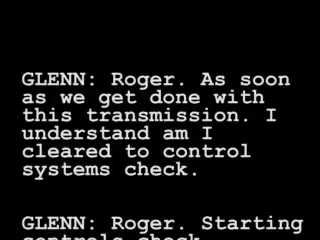 GLENN: Roger. As soon
as we get done with
this transmission. I
understand am I
cleared to control
systems check.
GLENN: Roger. Starting
controls check